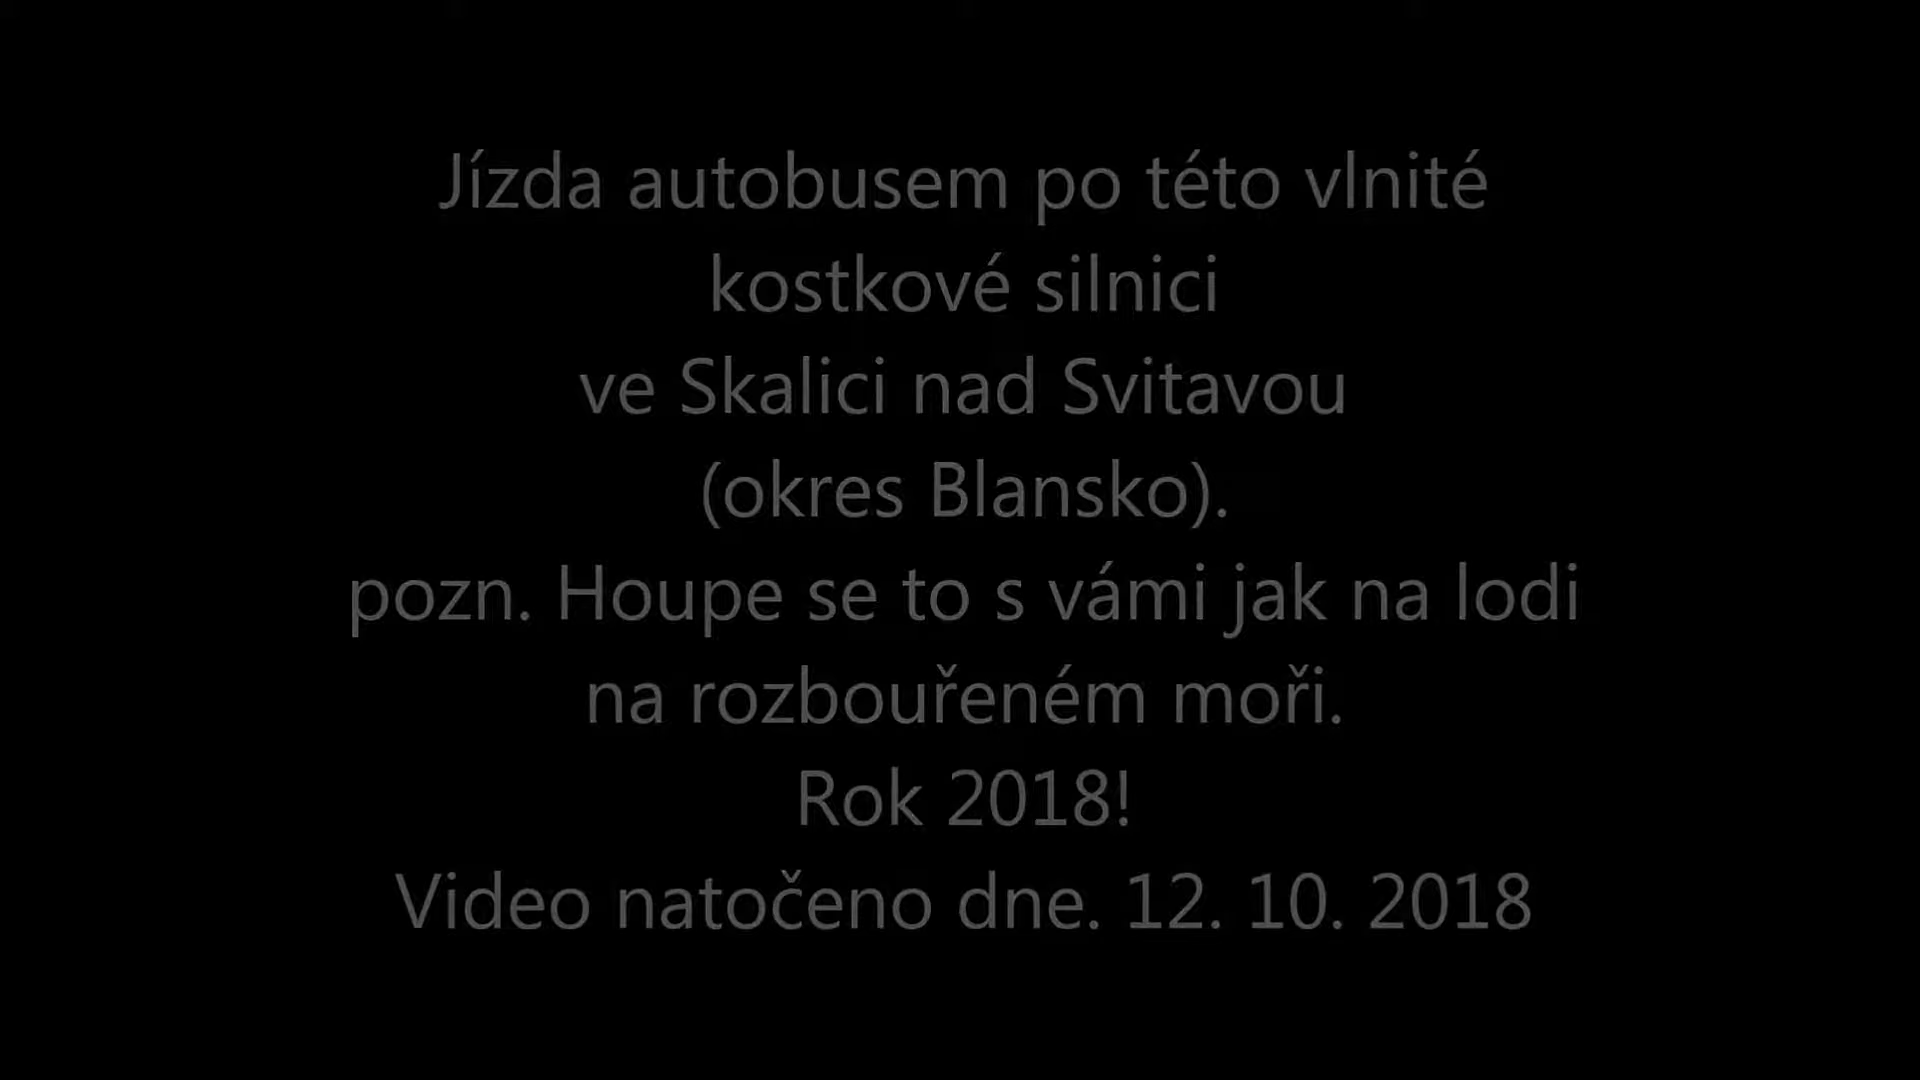 Jízda autobusem po této vlnité
kostkové silnici
ve Skalici nad Svitavou
(okres Blansko).
pozn. Houpe se to s vámi jak na lodi
na rozbouřeném moři.
Rok 2018!
Video natočeno dne. 12. 10. 2018